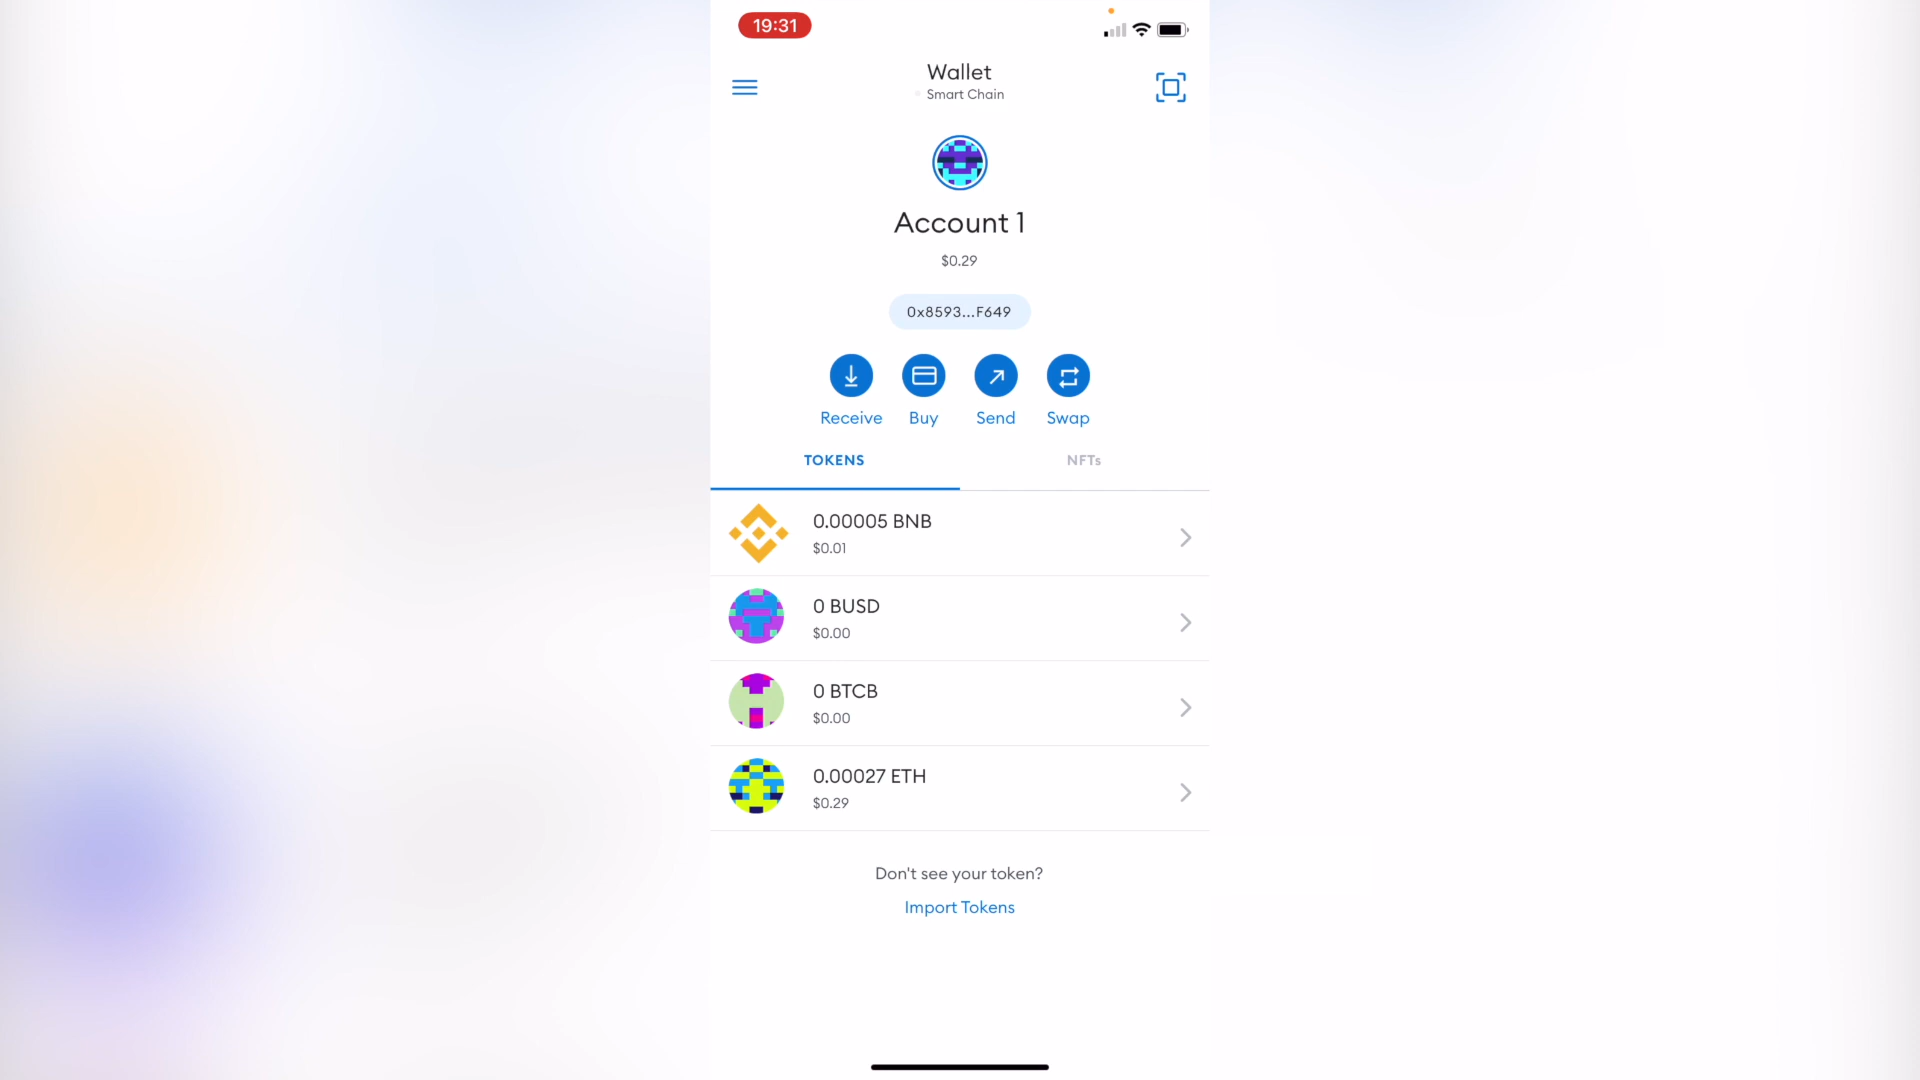 19:31
Wallet
Smart Chain
Account 1
$0.29
0x8593...F649
Receive
Buy
Send
Swap
TOKENS
NFTs
0.00005 BNB
$0.01
0 BUSD
$0.00
0 BTCB
$0.00
0.00027 ETH
$0.29
Don't see your token?
Import Tokens